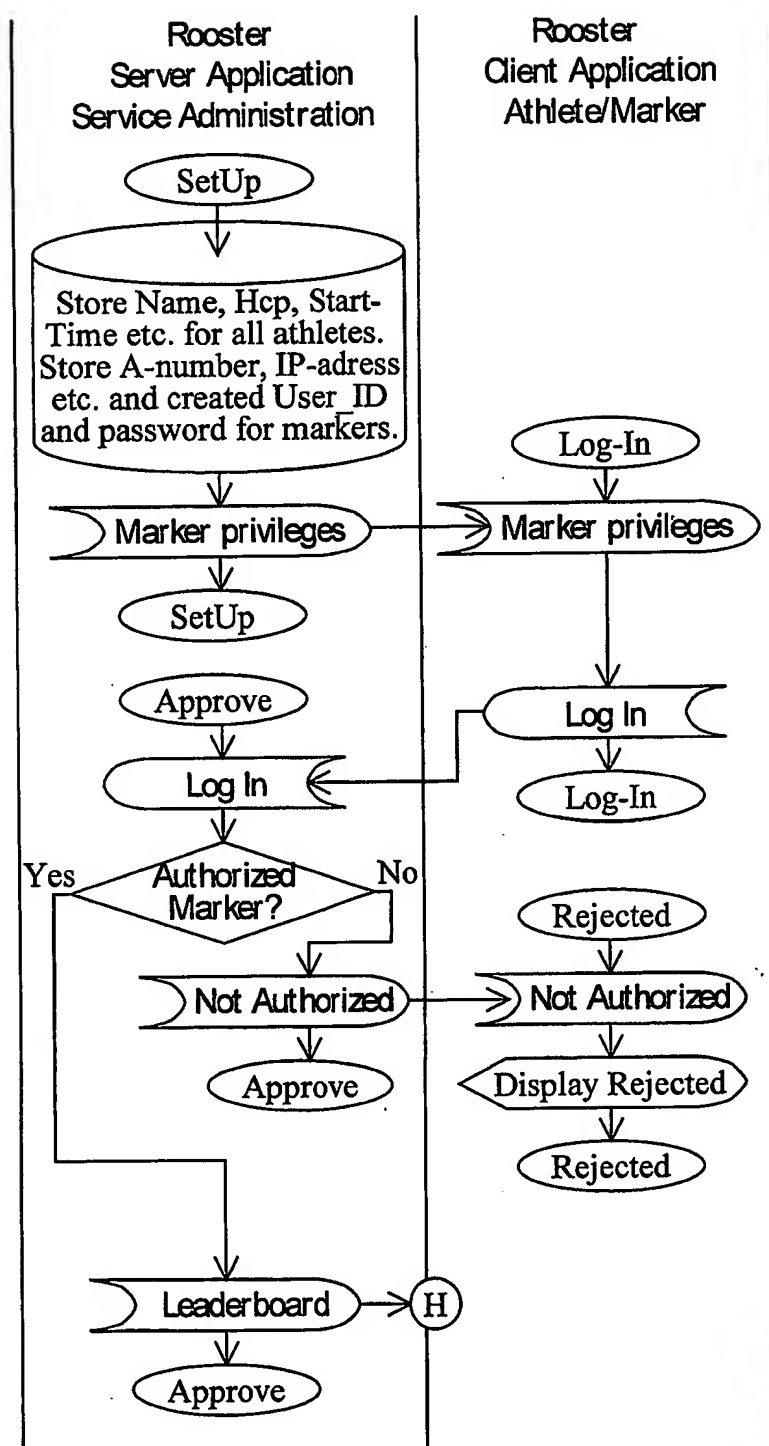 Rooster
Server Application
Service Administration
Rooster
Client Application
Athlete/Marker
SetUp
Store Name, Hcp, Start-
Time etc. for all athletes.
Store A-number, IP-adress
etc. and created User_ID
and password for markers.
Log-In
Marker privileges
Marker privileges
SetUp
Approve
Log In
Log In
Log-In
Yes
Authorized
Marker?
No
Rejected
Not Authorized
Not Authorized
Approve
Display Rejected
Rejected
Leaderboard
H
Approve